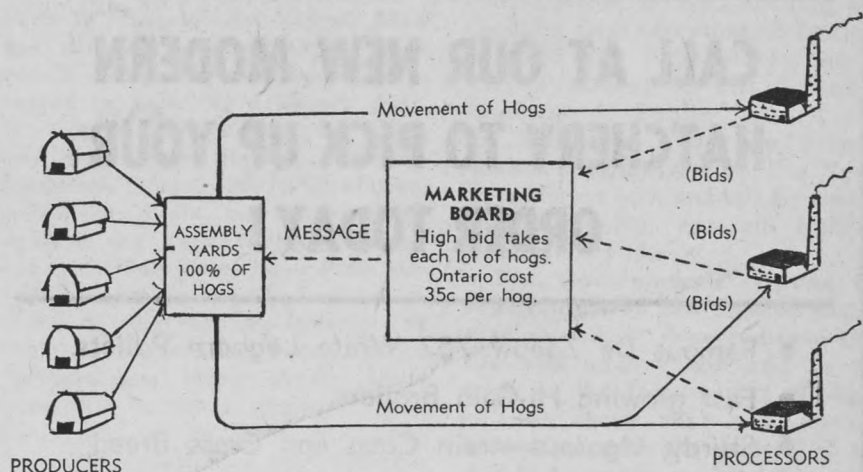 Movement of Hogs
(Bids)
MARKETING
BOARD
High bid takes
each lot of hogs.
Ontario cost
35c per hog.
ASSEMBLY
YARDS
100% OF
HOGS
MESSAGE
(Bids)
(Bids)
Movement of Hogs
PRODUCERS
PROCESSORS